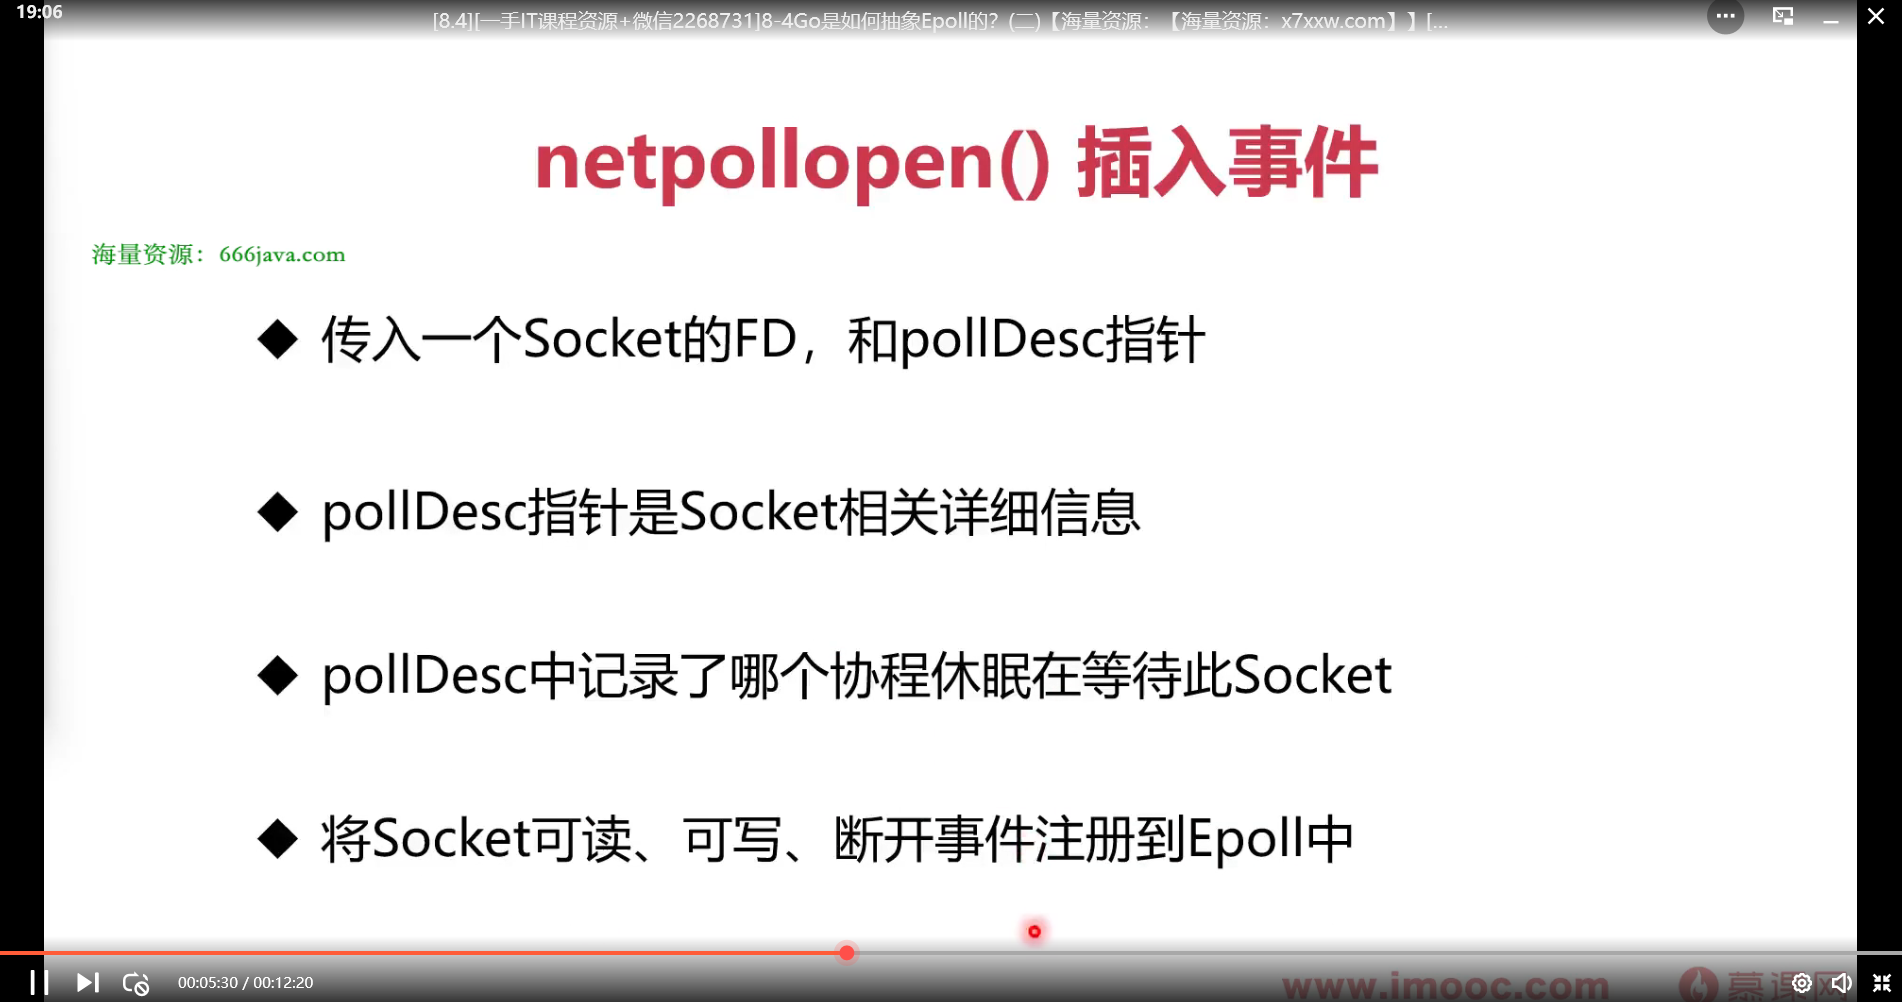 19:06
[8.4][一手IT课程资源+微信2268731]8-4Go是如何抽象Epoll的？(二)【海量资源：【海量资源：x7xxw.com】】[...
netpollopen() 插入事件
海量资源：666java.com
◆ 传入一个Socket的FD，和pollDesc指针
◆ pollDesc指针是Socket相关详细信息
◆ pollDesc中记录了哪个协程休眠在等待此Socket
◆ 将Socket可读、可写、断开事件注册到Epoll中
00:05:30 / 00:12:20
www.imooc.com 慕课网